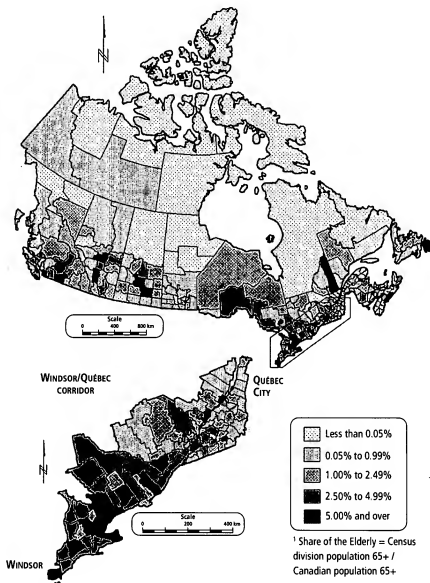 N
Scale
0 400 800 km
WINDSOR/QUÉBEC
CORRIDOR
QUÉBEC
CITY
N
Scale
0 200 400 km
WINDSOR
Less than 0.05%
0.05% to 0.99%
1.00% to 2.49%
2.50% to 4.99%
5.00% and over
¹ Share of the Elderly = Census
division population 65+ /
Canadian population 65+